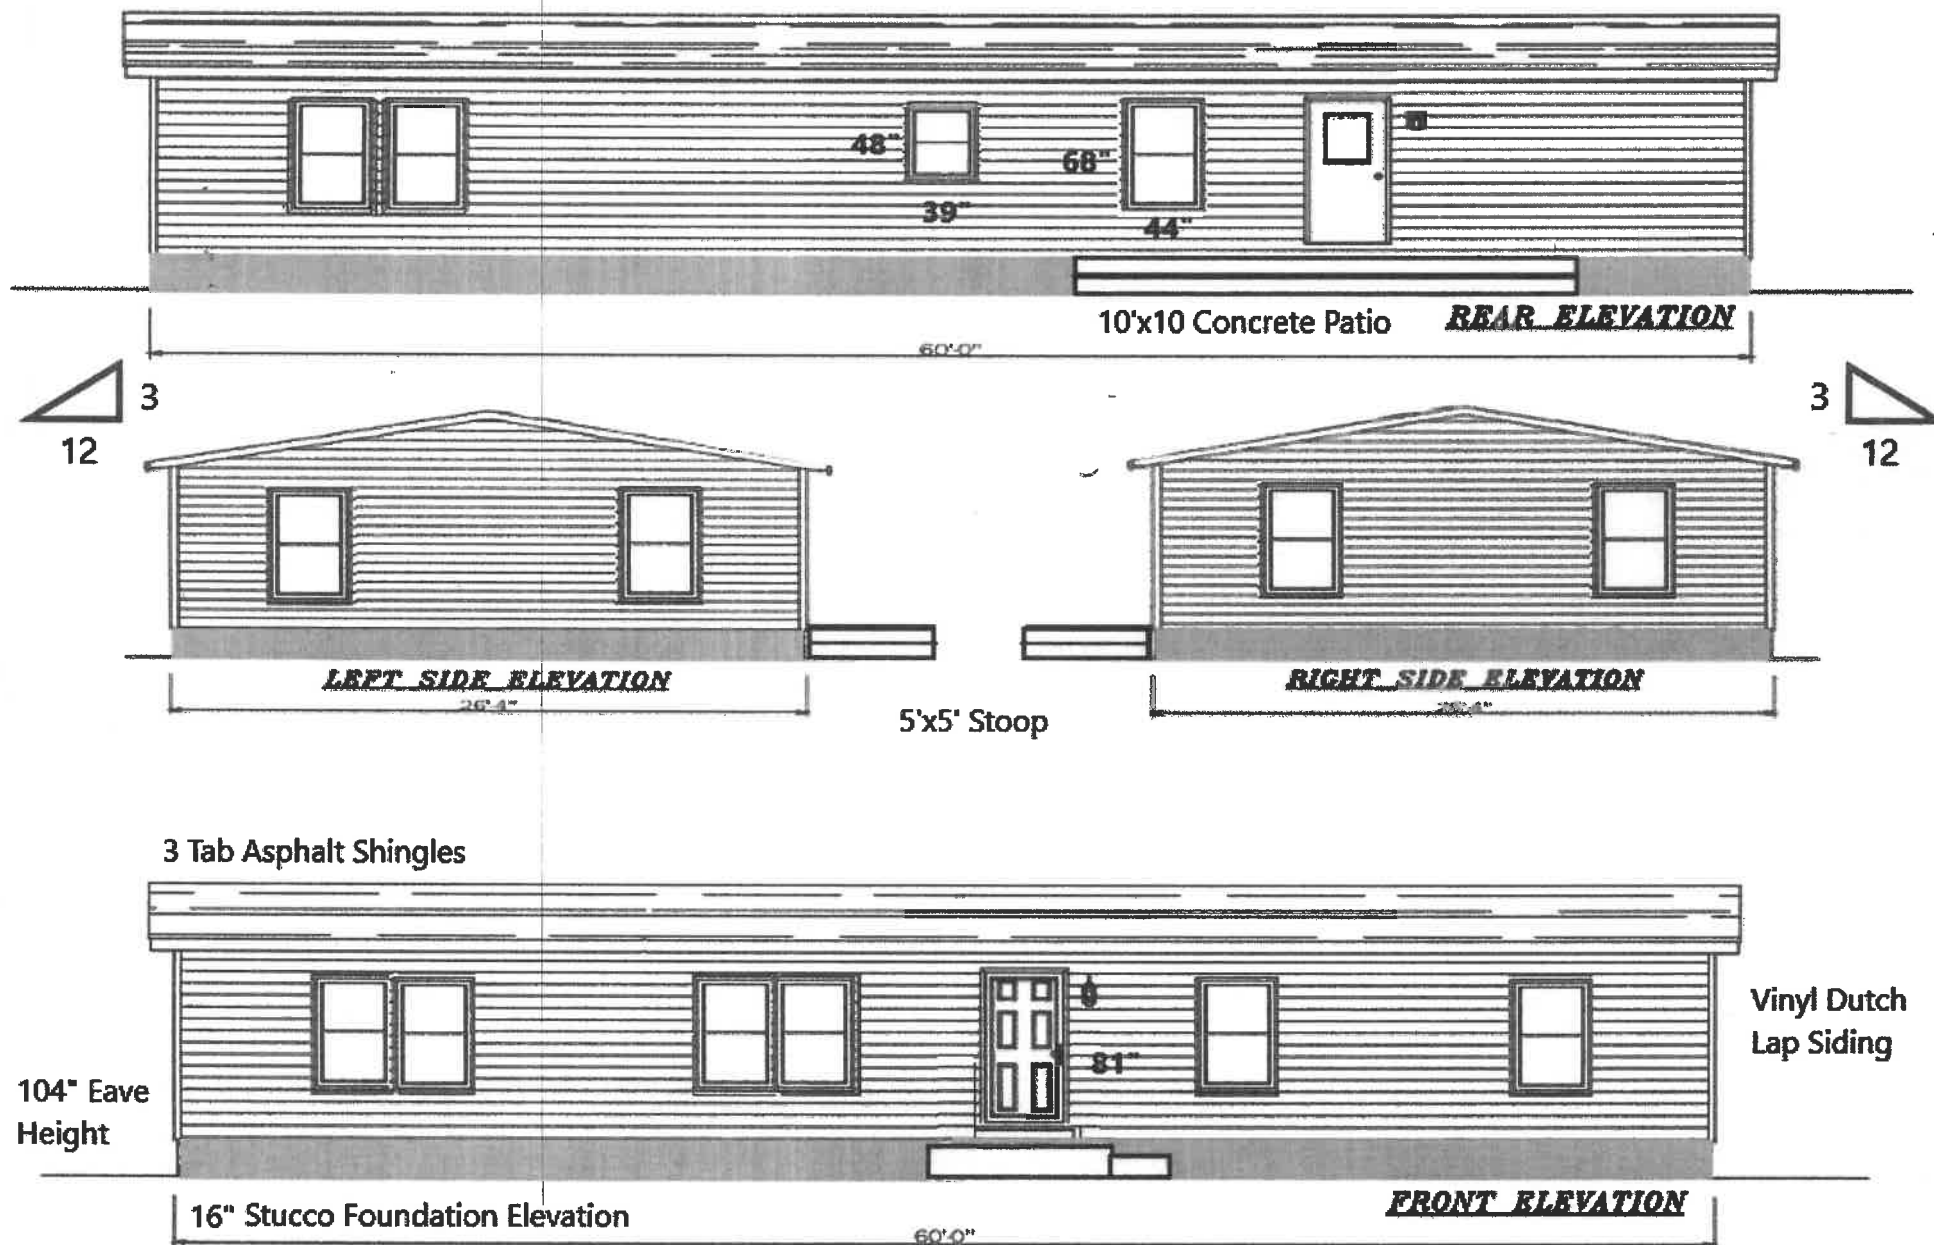 48"
68"
39"
44"
10'x10 Concrete Patio
REAR ELEVATION
60'-0"
3
12
3
12
LEFT SIDE ELEVATION
26'-4"
RIGHT SIDE ELEVATION
26'-4"
5'x5' Stoop
3 Tab Asphalt Shingles
81"
Vinyl Dutch
Lap Siding
104" Eave
Height
16" Stucco Foundation Elevation
FRONT ELEVATION
60'-0"